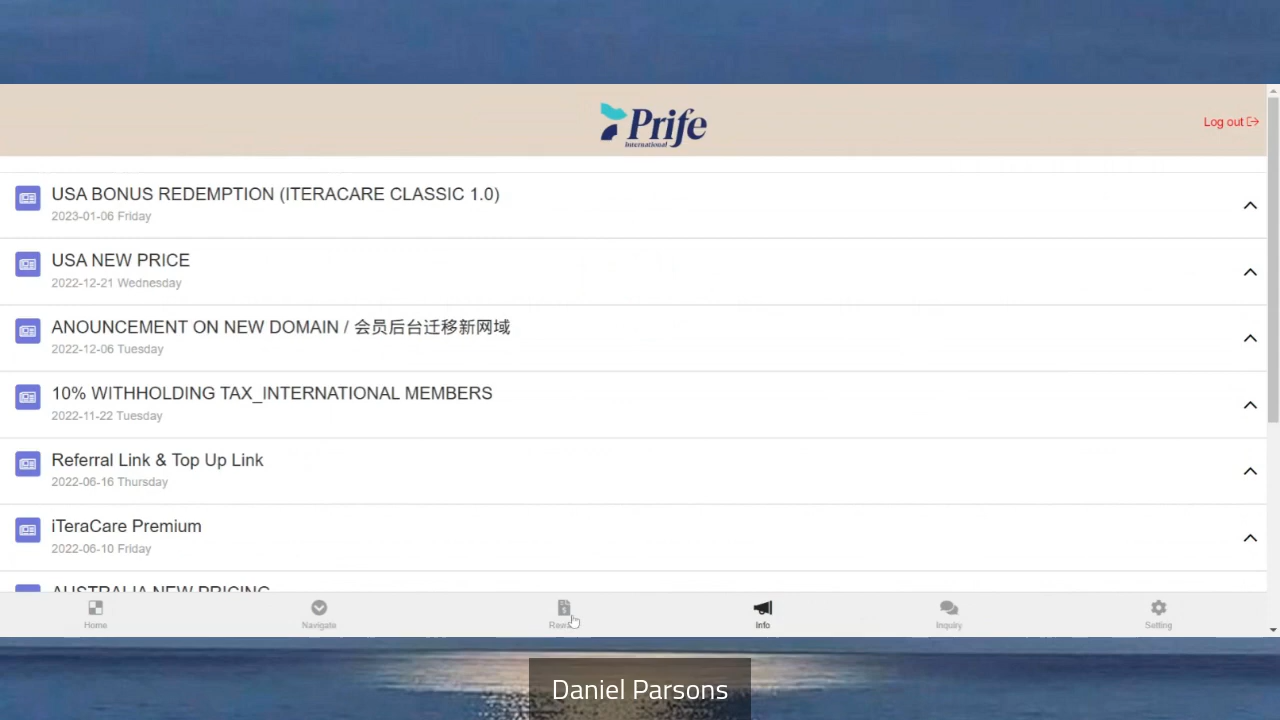 Prife
International
Log out
USA BONUS REDEMPTION (ITERACARE CLASSIC 1.0)
2023-01-06 Friday
USA NEW PRICE
2022-12-21 Wednesday
ANOUNCEMENT ON NEW DOMAIN / 会员后台迁移新网域
2022-12-06 Tuesday
10% WITHHOLDING TAX_INTERNATIONAL MEMBERS
2022-11-22 Tuesday
Referral Link & Top Up Link
2022-06-16 Thursday
iTeraCare Premium
2022-06-10 Friday
AUSTRALIA NEW PRICING
Home Navigate Info Inquiry Setting
Daniel Parsons